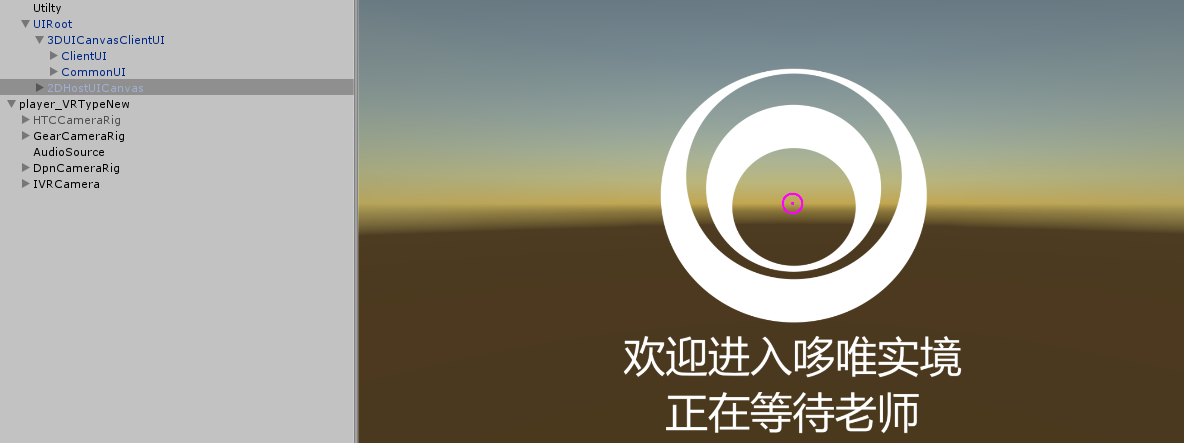 Utilty
UIRoot
3DUICanvasClientUI
ClientUI
CommonUI
2DHostUICanvas
player_VRTypeNew
HTCCameraRig
GearCameraRig
AudioSource
DpnCameraRig
IVRCamera
欢迎进入哆唯实境
正在等待老师